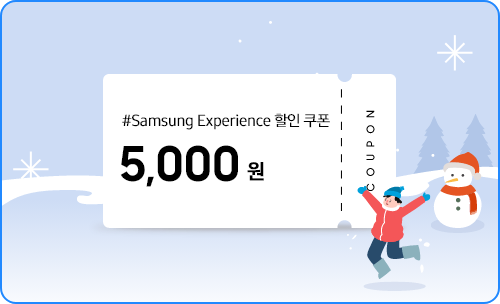 #Samsung Experience 할인 쿠폰
5,000 원
COUPON